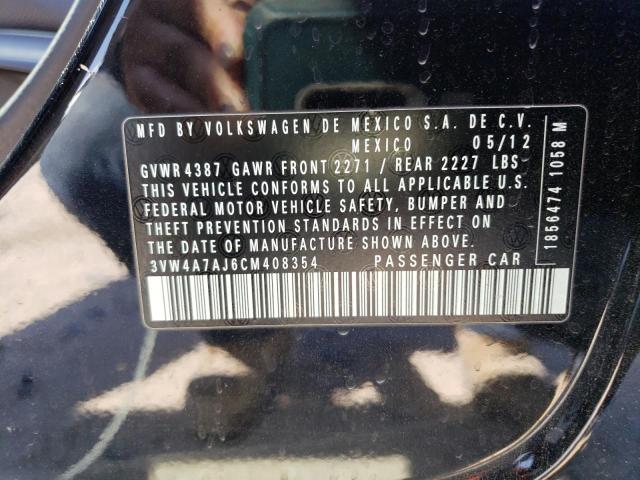 MFD BY VOLKSWAGEN DE MEXICO S.A. DE C.V.
MEXICO 05/12
GVWR 4387 GAWR FRONT 2271 / REAR 2227 LBS
THIS VEHICLE CONFORMS TO ALL APPLICABLE U.S.
FEDERAL MOTOR VEHICLE SAFETY, BUMPER AND
THEFT PREVENTION STANDARDS IN EFFECT ON
THE DATE OF MANUFACTURE SHOWN ABOVE.
3VW4A7AJ6CM408354 PASSENGER CAR
1856474 1058 M